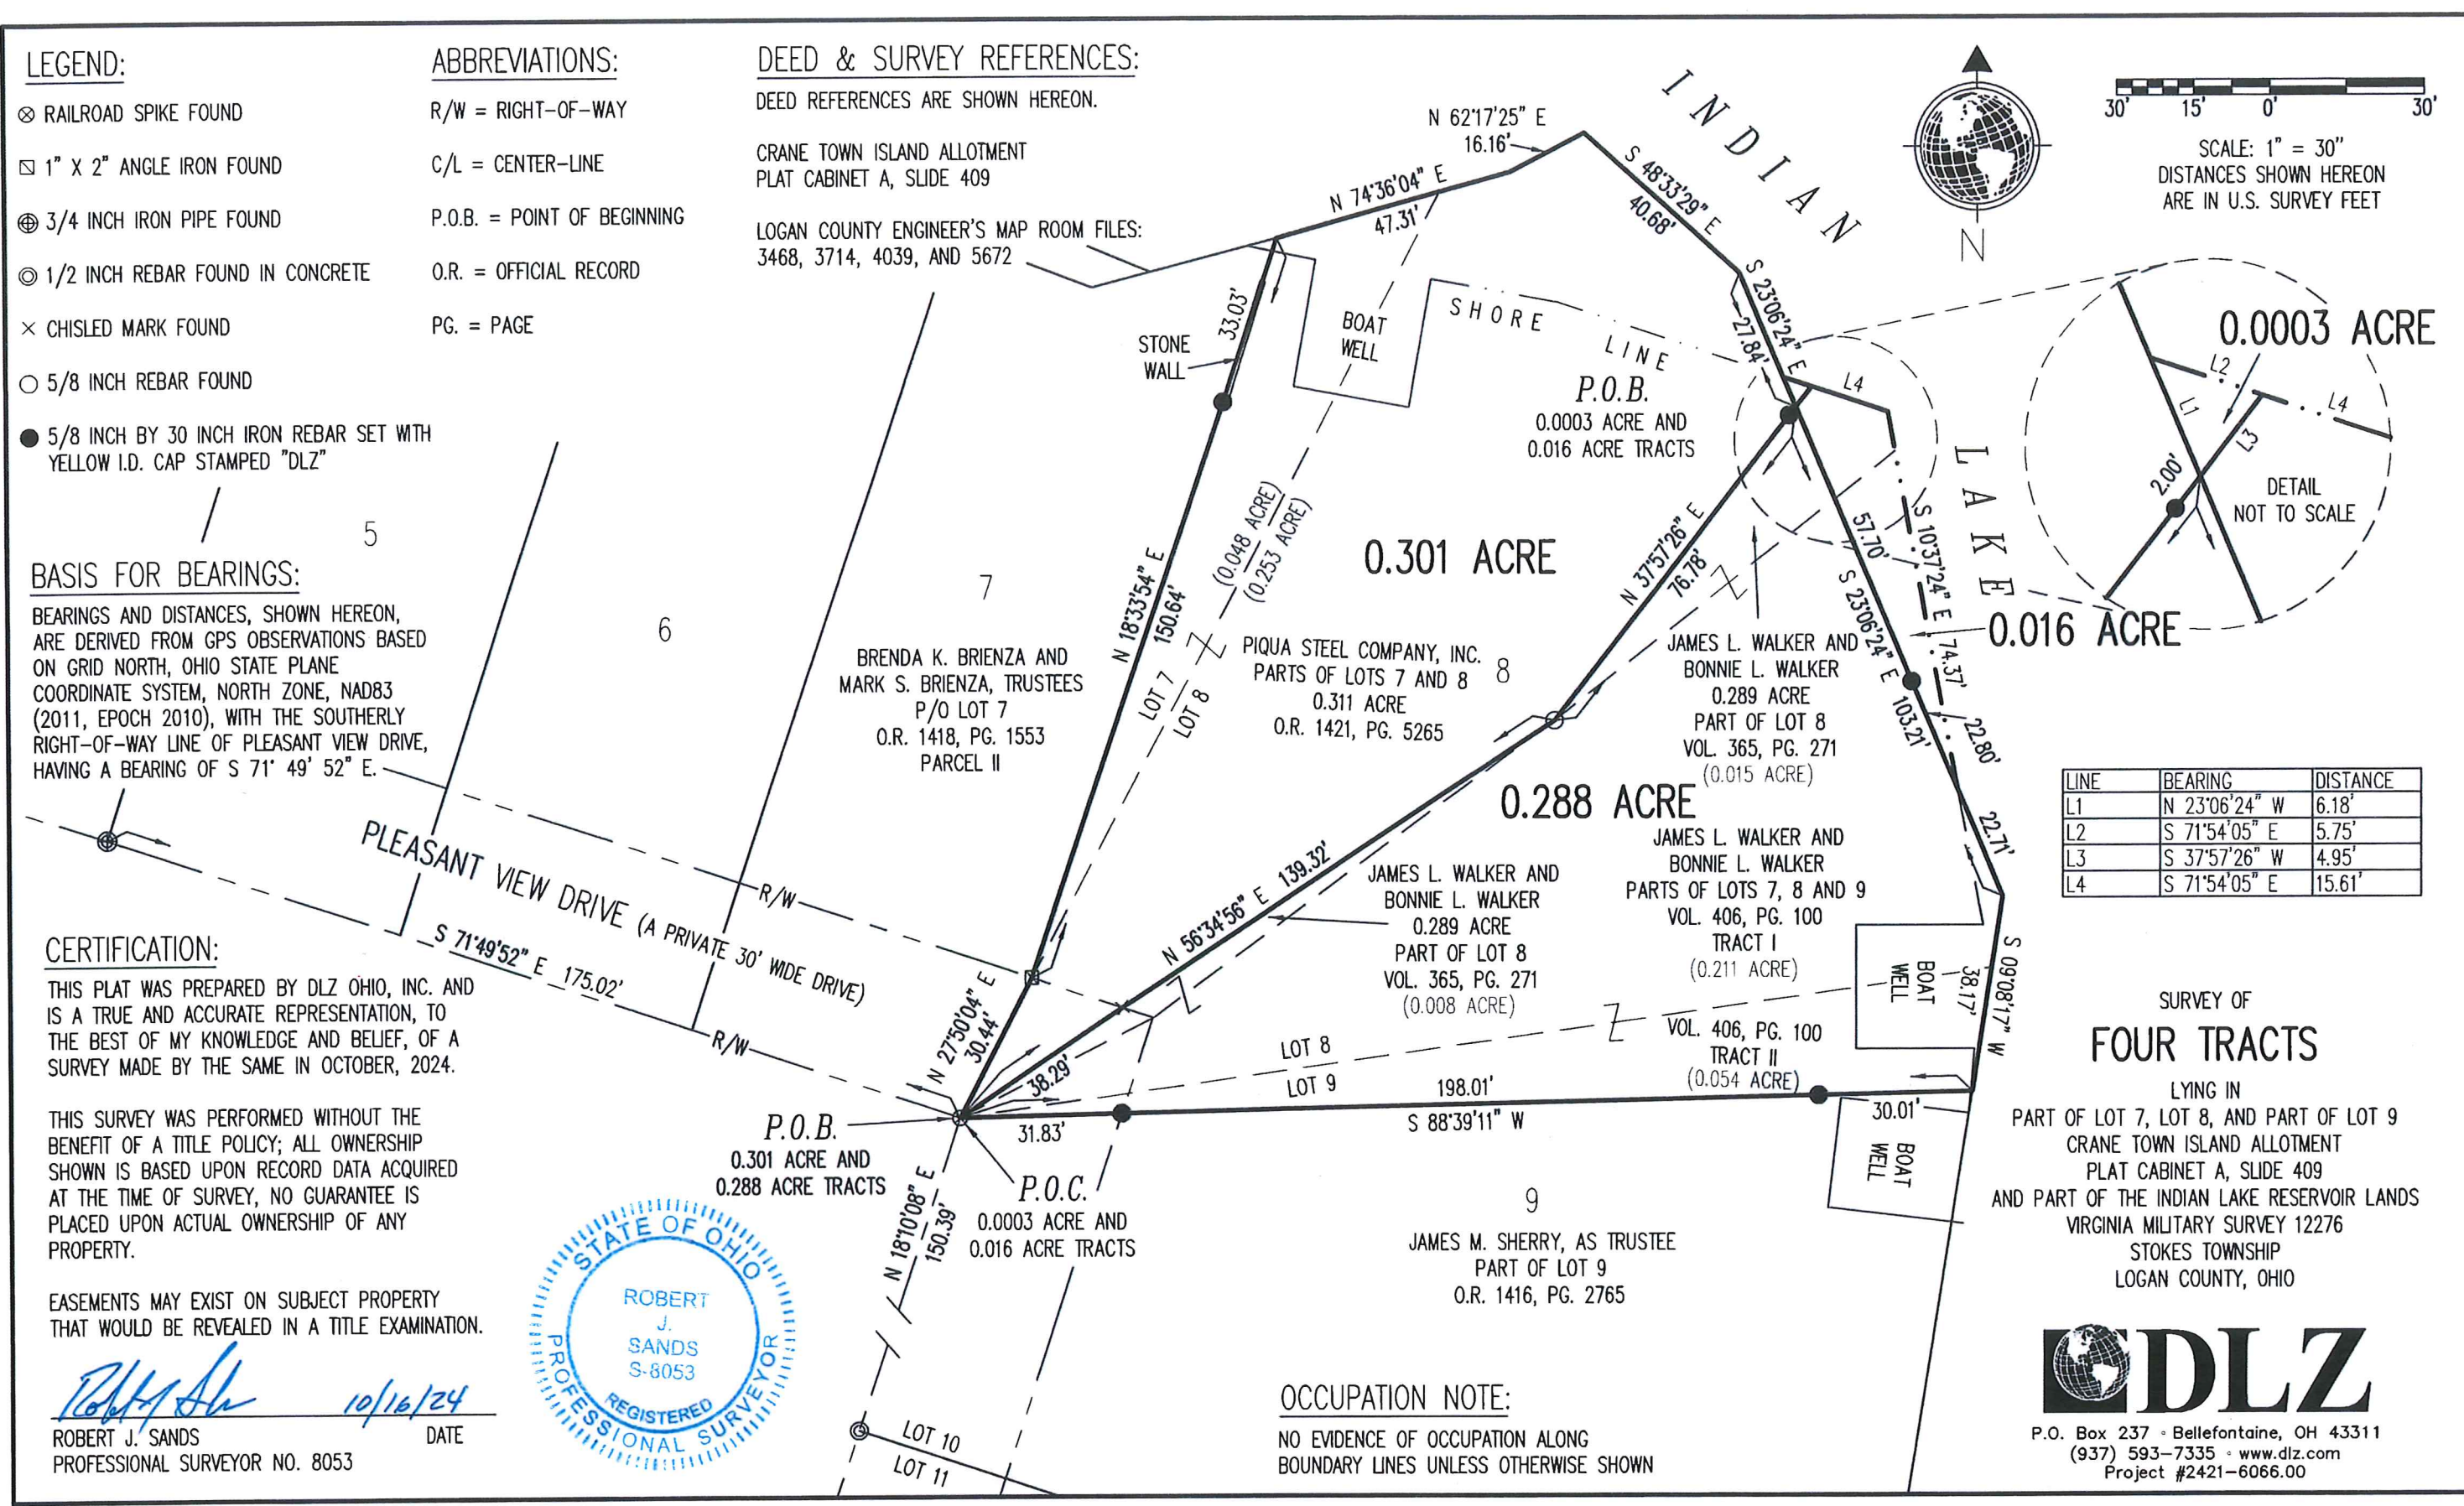 LEGEND:
⊗ RAILROAD SPIKE FOUND
1" X 2" ANGLE IRON FOUND
⊕ 3/4 INCH IRON PIPE FOUND
◎ 1/2 INCH REBAR FOUND IN CONCRETE
× CHISLED MARK FOUND
○ 5/8 INCH REBAR FOUND
● 5/8 INCH BY 30 INCH IRON REBAR SET WITH
YELLOW I.D. CAP STAMPED "DLZ"
ABBREVIATIONS:
R/W = RIGHT-OF-WAY
C/L = CENTER-LINE
P.O.B. = POINT OF BEGINNING
O.R. = OFFICIAL RECORD
PG. = PAGE
DEED & SURVEY REFERENCES:
DEED REFERENCES ARE SHOWN HEREON.
CRANE TOWN ISLAND ALLOTMENT
PLAT CABINET A, SLIDE 409
LOGAN COUNTY ENGINEER'S MAP ROOM FILES:
3468, 3714, 4039, AND 5672
BASIS FOR BEARINGS:
BEARINGS AND DISTANCES, SHOWN HEREON,
ARE DERIVED FROM GPS OBSERVATIONS BASED
ON GRID NORTH, OHIO STATE PLANE
COORDINATE SYSTEM, NORTH ZONE, NAD83
(2011, EPOCH 2010), WITH THE SOUTHERLY
RIGHT-OF-WAY LINE OF PLEASANT VIEW DRIVE,
HAVING A BEARING OF S 71° 49' 52" E.
CERTIFICATION:
THIS PLAT WAS PREPARED BY DLZ OHIO, INC. AND
IS A TRUE AND ACCURATE REPRESENTATION, TO
THE BEST OF MY KNOWLEDGE AND BELIEF, OF A
SURVEY MADE BY THE SAME IN OCTOBER, 2024.
THIS SURVEY WAS PERFORMED WITHOUT THE
BENEFIT OF A TITLE POLICY; ALL OWNERSHIP
SHOWN IS BASED UPON RECORD DATA ACQUIRED
AT THE TIME OF SURVEY, NO GUARANTEE IS
PLACED UPON ACTUAL OWNERSHIP OF ANY
PROPERTY.
EASEMENTS MAY EXIST ON SUBJECT PROPERTY
THAT WOULD BE REVEALED IN A TITLE EXAMINATION.
10/16/24
ROBERT J. SANDS
DATE
PROFESSIONAL SURVEYOR NO. 8053
STATE OF OHIO
ROBERT
J.
SANDS
S-8053
REGISTERED
PROFESSIONAL SURVEYOR
5
6
7
8
9
N 62°17'25" E
16.16'
N 74°36'04" E
47.31'
S 48°33'29" E
40.68'
S 23°06'24" E
27.84'
INDIAN
LAKE
SHORE LINE
BOAT
WELL
STONE
WALL
33.03'
N 18°33'54" E
150.64'
(0.048 ACRE)
(0.253 ACRE)
LOT 7
LOT 8
P.O.B.
0.0003 ACRE AND
0.016 ACRE TRACTS
L4
0.301 ACRE
PIQUA STEEL COMPANY, INC.
PARTS OF LOTS 7 AND 8
0.311 ACRE
O.R. 1421, PG. 5265
BRENDA K. BRIENZA AND
MARK S. BRIENZA, TRUSTEES
P/O LOT 7
O.R. 1418, PG. 1553
PARCEL II
N 37°57'26" E
76.78'
57.70'
S 23°06'24" E
103.21'
S 10°37'24" E 74.37'
22.80'
22.71'
JAMES L. WALKER AND
BONNIE L. WALKER
0.289 ACRE
PART OF LOT 8
VOL. 365, PG. 271
(0.015 ACRE)
0.016 ACRE
0.288 ACRE
JAMES L. WALKER AND
BONNIE L. WALKER
PARTS OF LOTS 7, 8 AND 9
VOL. 406, PG. 100
TRACT I
(0.211 ACRE)
JAMES L. WALKER AND
BONNIE L. WALKER
0.289 ACRE
PART OF LOT 8
VOL. 365, PG. 271
(0.008 ACRE)
VOL. 406, PG. 100
TRACT II
(0.054 ACRE)
BOAT
WELL
38.17'
S 09°08'17" W
N 56°34'56" E 139.32'
38.29'
PLEASANT VIEW DRIVE (A PRIVATE 30' WIDE DRIVE)
R/W
R/W
S 71°49'52" E 175.02'
N 27°50'04" E
30.44'
P.O.B.
0.301 ACRE AND
0.288 ACRE TRACTS
P.O.C.
0.0003 ACRE AND
0.016 ACRE TRACTS
31.83'
LOT 8
LOT 9
198.01'
S 88°39'11" W
30.01'
BOAT
WELL
N 18°10'08" E
150.39'
LOT 10
LOT 11
JAMES M. SHERRY, AS TRUSTEE
PART OF LOT 9
O.R. 1416, PG. 2765
OCCUPATION NOTE:
NO EVIDENCE OF OCCUPATION ALONG
BOUNDARY LINES UNLESS OTHERWISE SHOWN
N
30' 15' 0' 30'
SCALE: 1" = 30"
DISTANCES SHOWN HEREON
ARE IN U.S. SURVEY FEET
0.0003 ACRE
L2
L1
L4
L3
2.00'
DETAIL
NOT TO SCALE
LINE BEARING DISTANCE
L1 N 23°06'24" W 6.18'
L2 S 71°54'05" E 5.75'
L3 S 37°57'26" W 4.95'
L4 S 71°54'05" E 15.61'
SURVEY OF
FOUR TRACTS
LYING IN
PART OF LOT 7, LOT 8, AND PART OF LOT 9
CRANE TOWN ISLAND ALLOTMENT
PLAT CABINET A, SLIDE 409
AND PART OF THE INDIAN LAKE RESERVOIR LANDS
VIRGINIA MILITARY SURVEY 12276
STOKES TOWNSHIP
LOGAN COUNTY, OHIO
DLZ
P.O. Box 237 • Bellefontaine, OH 43311
(937) 593-7335 • www.dlz.com
Project #2421-6066.00